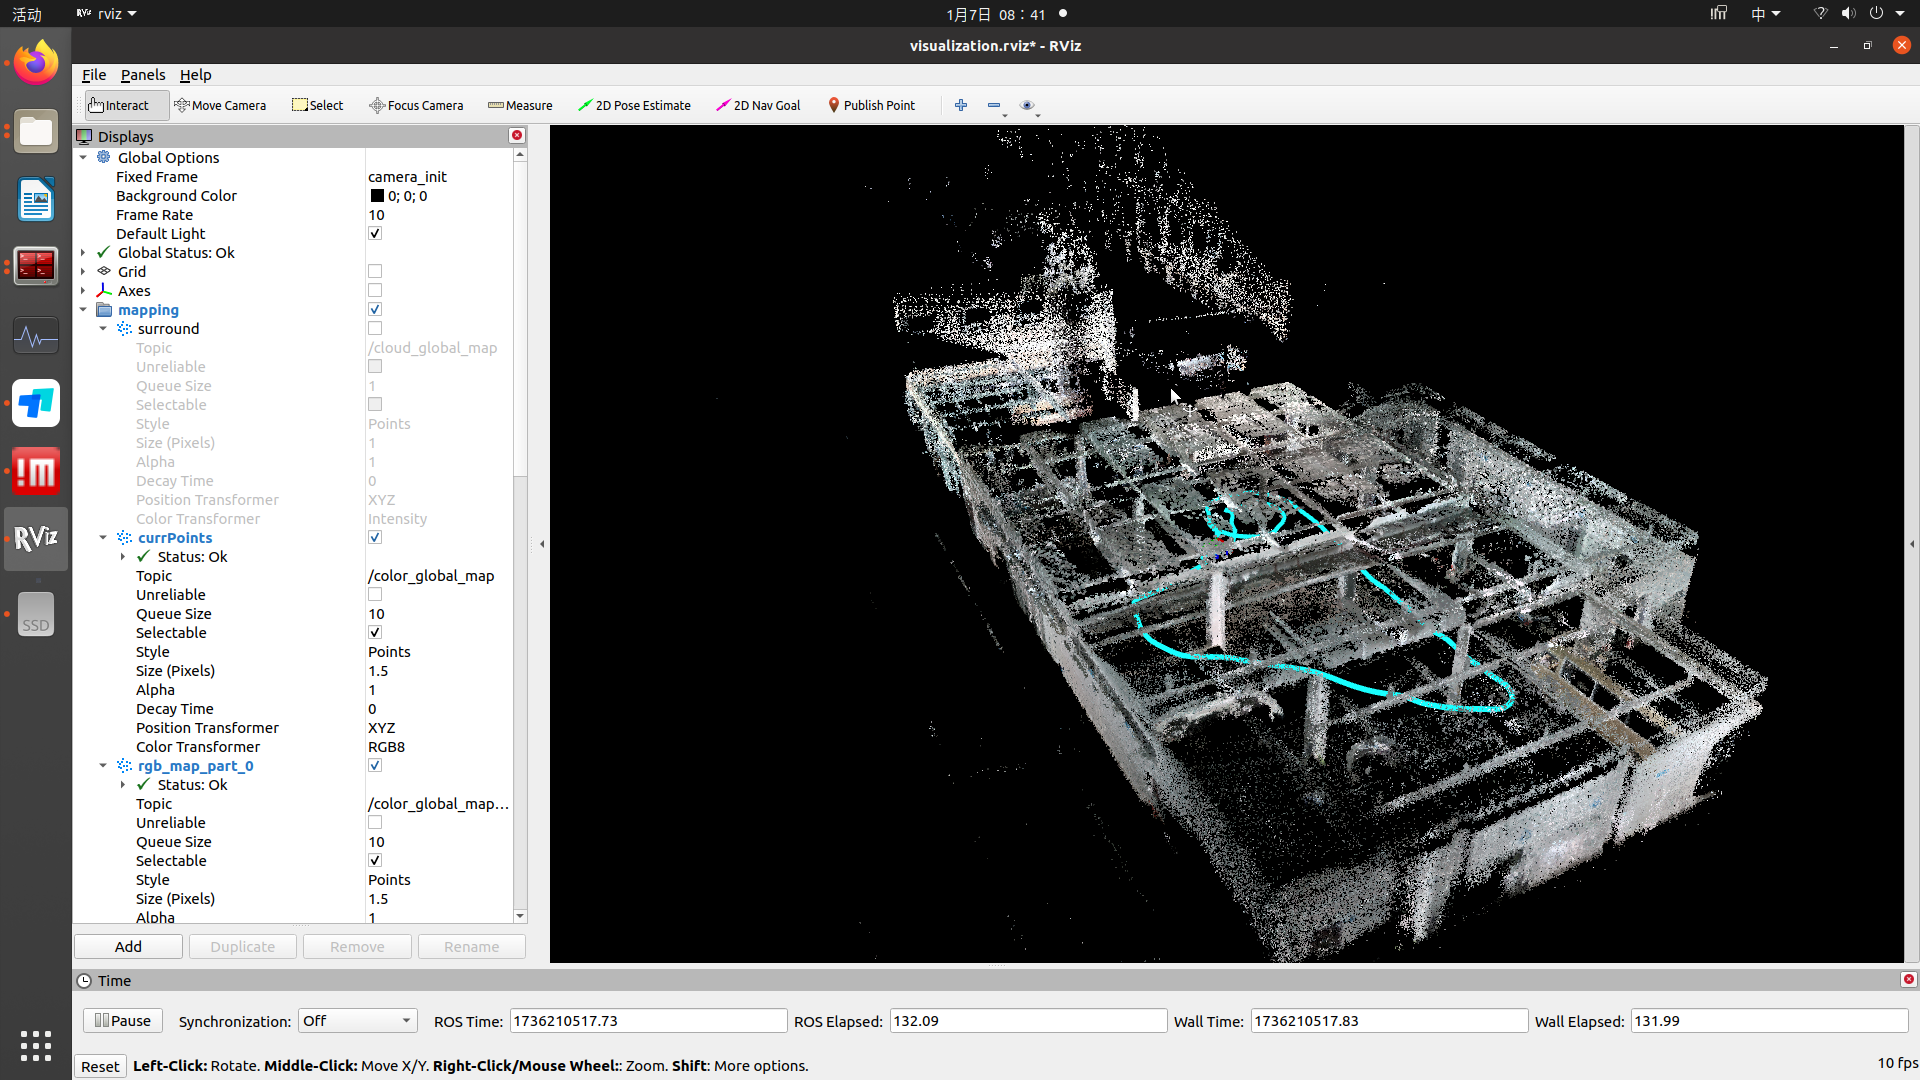 活动
RViz rviz
1月7日 08：41
中
visualization.rviz* - RViz
File Panels Help
Interact Move Camera Select Focus Camera Measure 2D Pose Estimate 2D Nav Goal Publish Point
Displays
Global Options
Fixed Frame camera_init
Background Color 0; 0; 0
Frame Rate 10
Default Light
Global Status: Ok
Grid
Axes
mapping
surround
Topic /cloud_global_map
Unreliable
Queue Size 1
Selectable
Style Points
Size (Pixels) 1
Alpha 1
Decay Time 0
Position Transformer XYZ
Color Transformer Intensity
currPoints
Status: Ok
Topic /color_global_map
Unreliable
Queue Size 10
Selectable
Style Points
Size (Pixels) 1.5
Alpha 1
Decay Time 0
Position Transformer XYZ
Color Transformer RGB8
rgb_map_part_0
Status: Ok
Topic /color_global_map...
Unreliable
Queue Size 10
Selectable
Style Points
Size (Pixels) 1.5
Alpha 1
Add Duplicate Remove Rename
!m
RViz
SSD
Time
Pause Synchronization: Off ROS Time: 1736210517.73 ROS Elapsed: 132.09 Wall Time: 1736210517.83 Wall Elapsed: 131.99
Reset Left-Click: Rotate. Middle-Click: Move X/Y. Right-Click/Mouse Wheel:: Zoom. Shift: More options.
10 fps